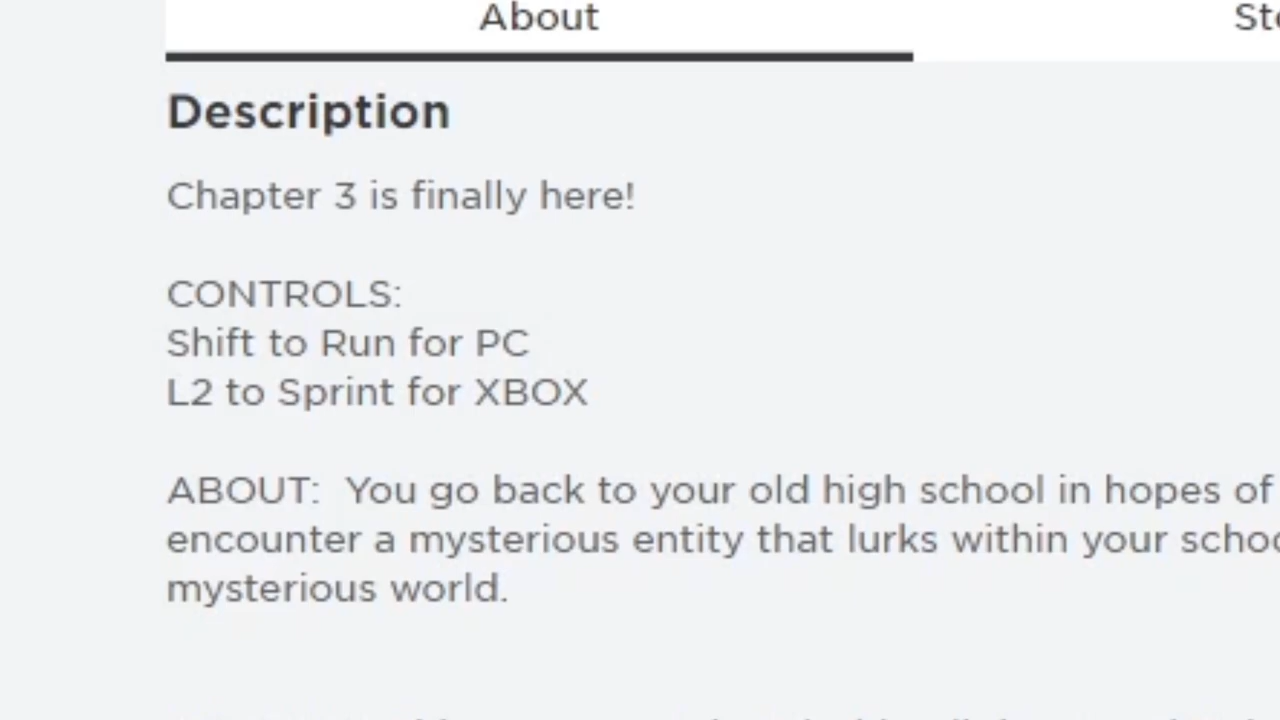 About
Description
Chapter 3 is finally here!
CONTROLS:
Shift to Run for PC
L2 to Sprint for XBOX
ABOUT:  You go back to your old high school in hopes of
encounter a mysterious entity that lurks within your
mysterious world.